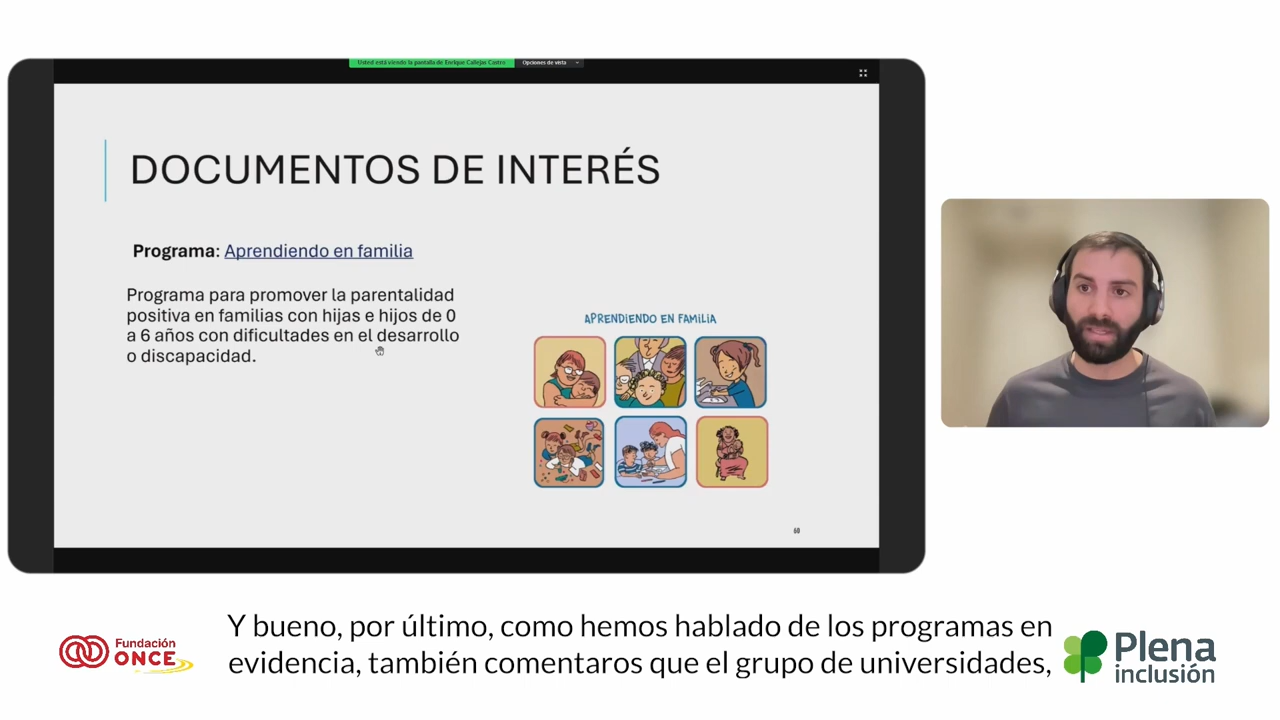 Usted está viendo la pantalla de Enrique Callejas Castro
Opciones de vista
DOCUMENTOS DE INTERÉS
Programa: Aprendiendo en familia
Programa para promover la parentalidad
positiva en familias con hijas e hijos de 0
a 6 años con dificultades en el desarrollo
o discapacidad.
APRENDIENDO EN FAMILIA
60
Y bueno, por último, como hemos hablado de los programas en
evidencia, también comentaros que el grupo de universidades,
Fundación
ONCE
Plena
inclusión